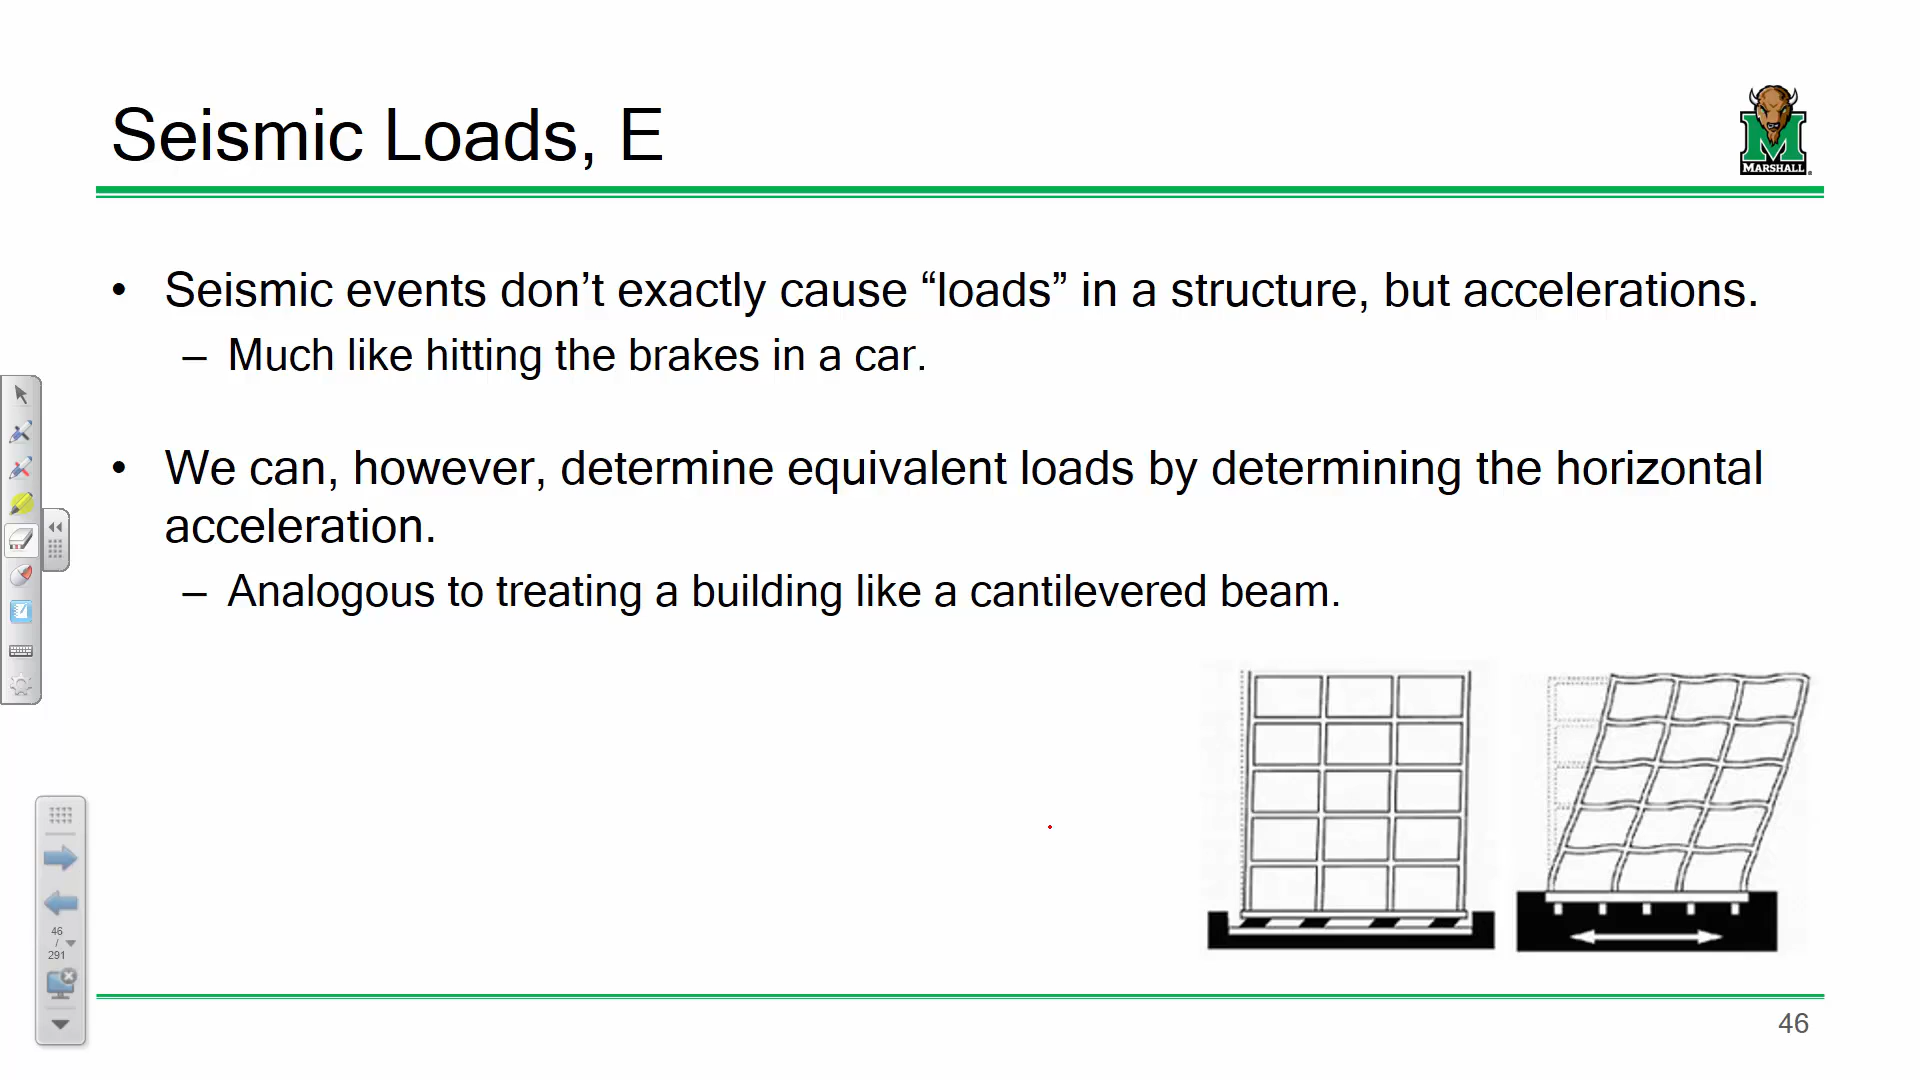 Seismic Loads, E
MARSHALL
• Seismic events don’t exactly cause “loads” in a structure, but accelerations.
– Much like hitting the brakes in a car.
• We can, however, determine equivalent loads by determining the horizontal
acceleration.
– Analogous to treating a building like a cantilevered beam.
46
/
291
46